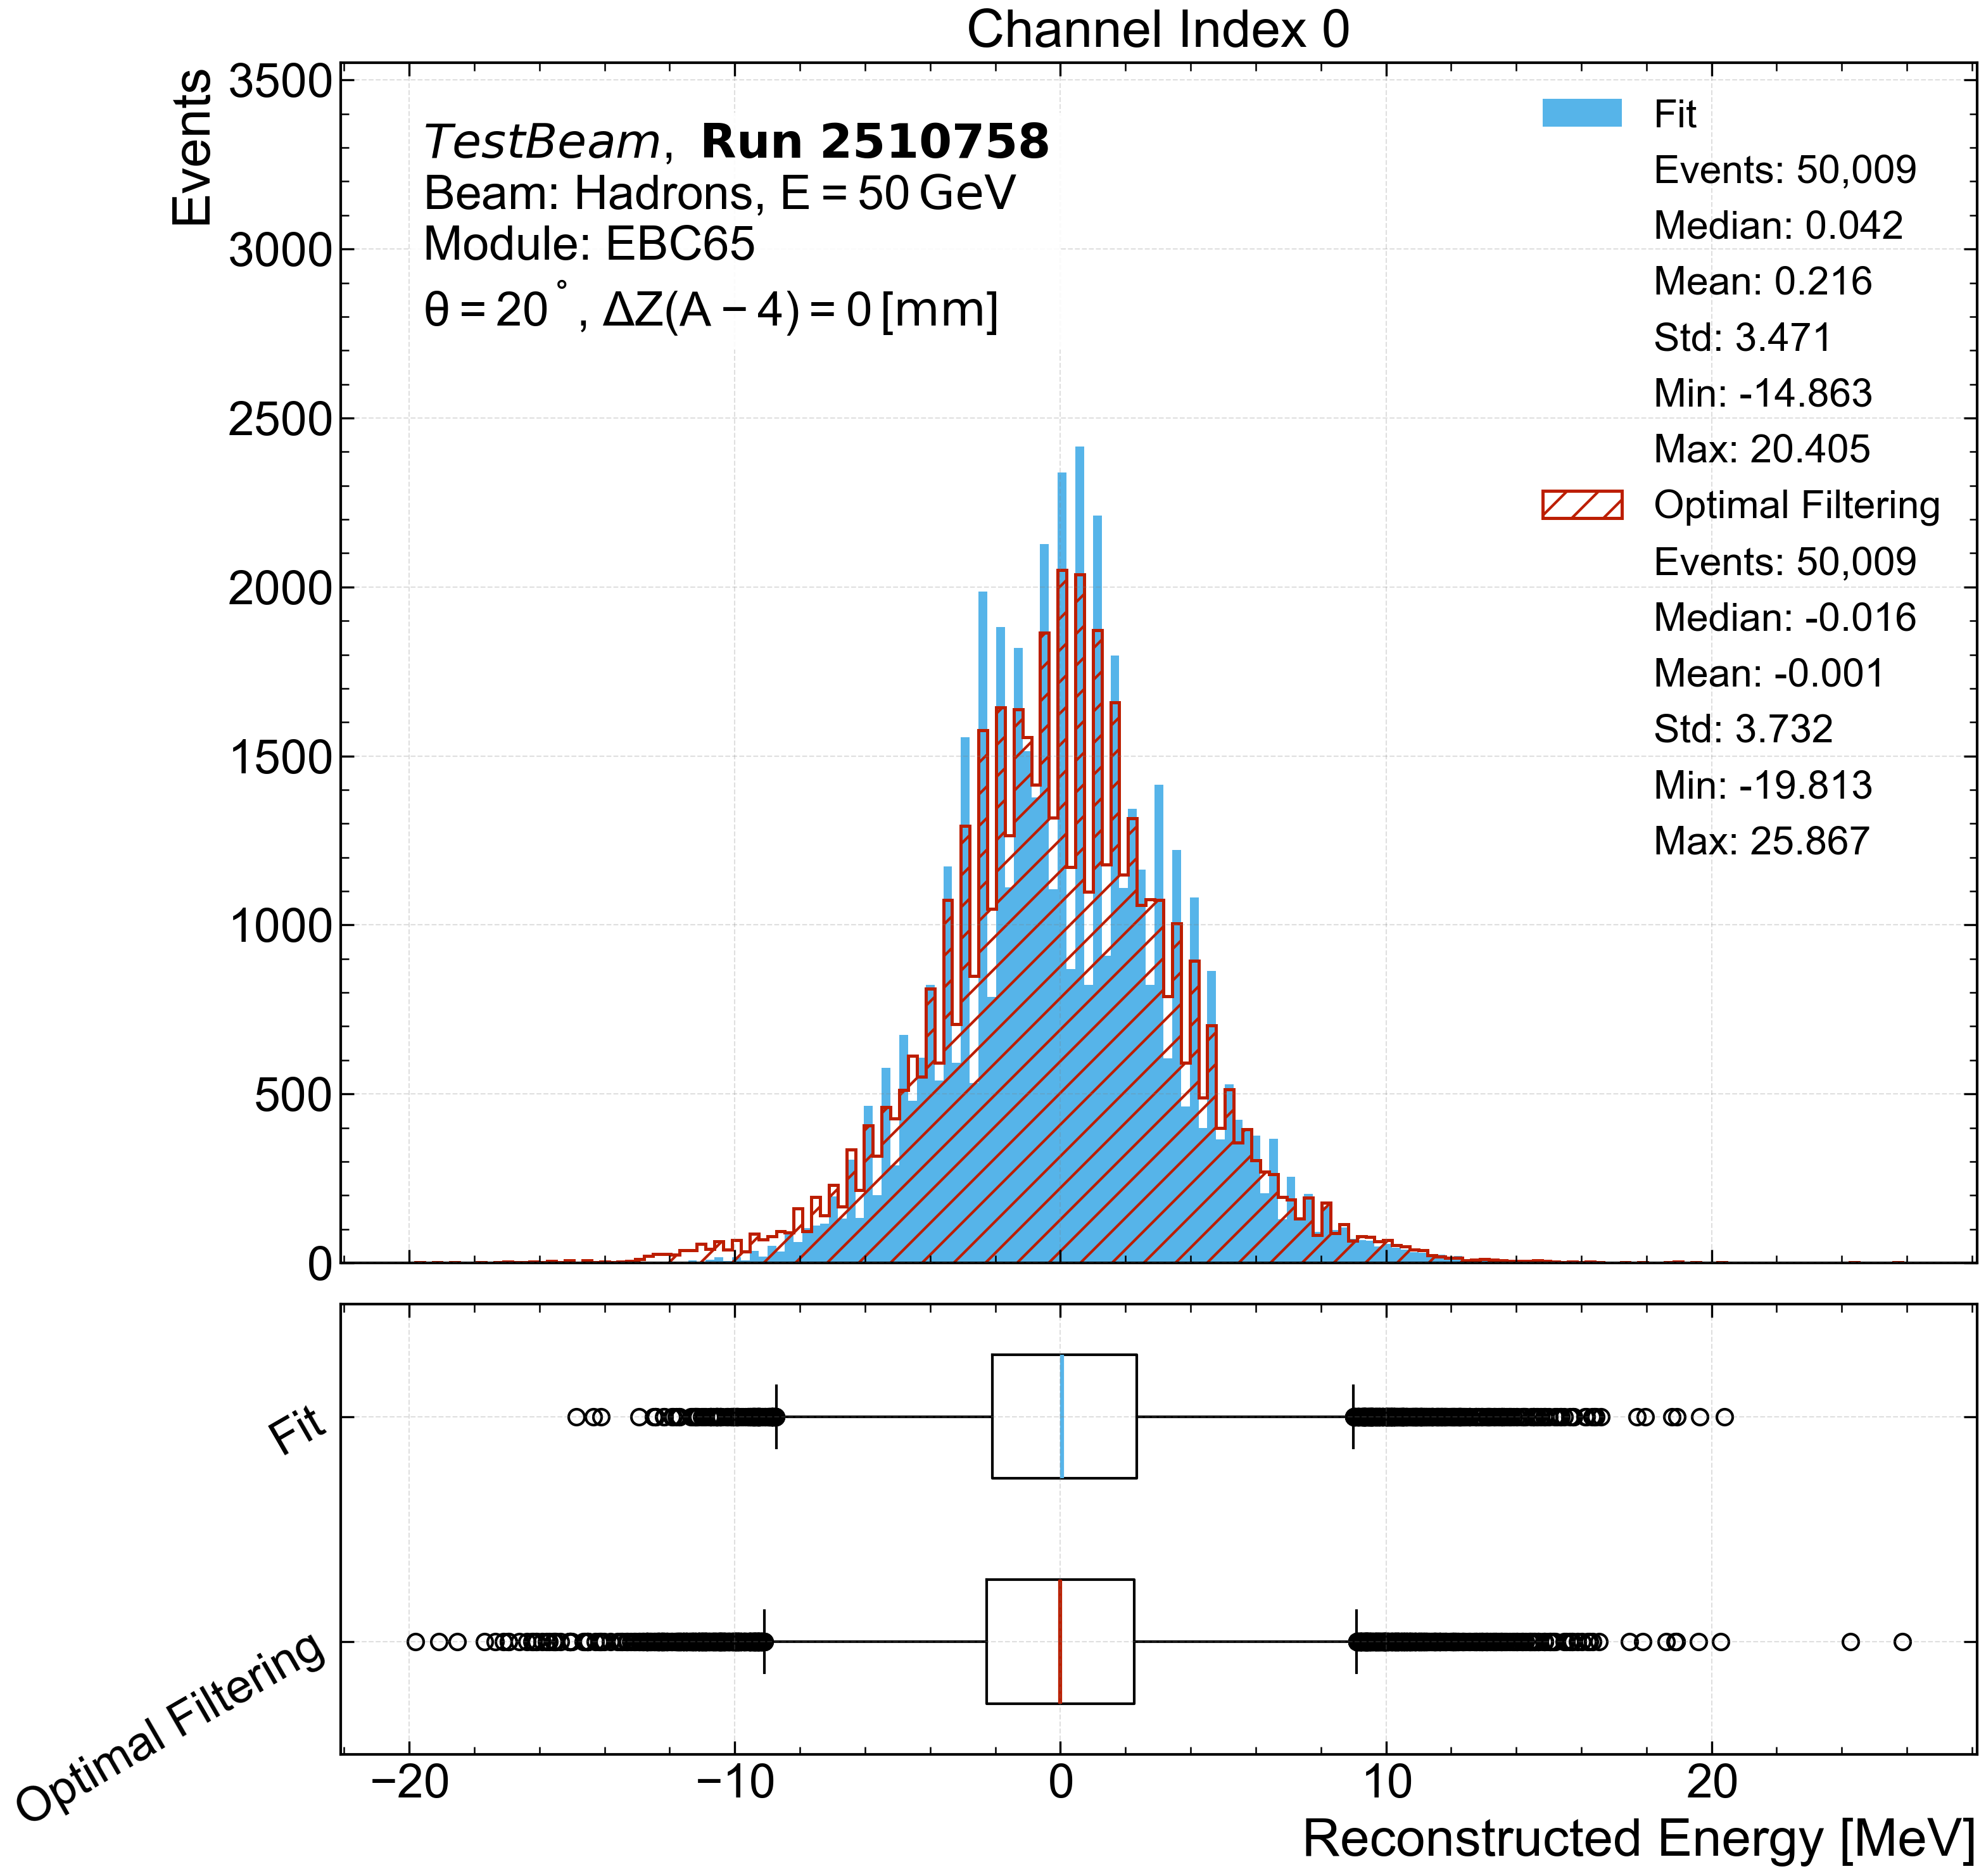 Channel Index 0
Events
3500
3000
2500
2000
1500
1000
500
0
TestBeam, Run 2510758
Beam: Hadrons, E = 50 GeV
Module: EBC65
θ = 20°, ΔZ(A − 4) = 0 [mm]
Fit
Events: 50,009
Median: 0.042
Mean: 0.216
Std: 3.471
Min: -14.863
Max: 20.405
Optimal Filtering
Events: 50,009
Median: -0.016
Mean: -0.001
Std: 3.732
Min: -19.813
Max: 25.867
Fit
Optimal Filtering
−20 −10 0 10 20
Reconstructed Energy [MeV]